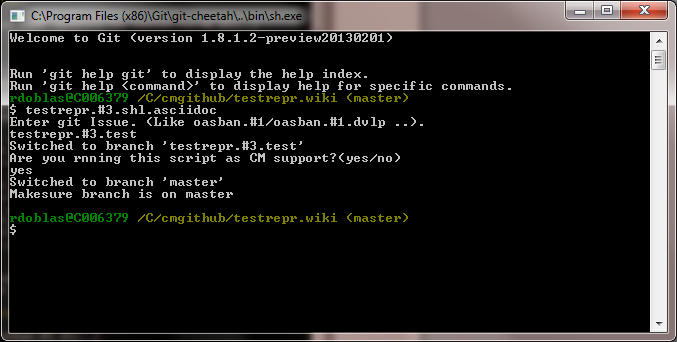 C:\Program Files (x86)\Git\git-cheetah\..\bin\sh.exe
Welcome to Git (version 1.8.1.2-preview20130201)
Run 'git help git' to display the help index.
Run 'git help <command>' to display help for specific commands.
rdoblas@C006379 /C/cmgithub/testrepr.wiki (master)
$ testrepr.#3.shl.asciidoc
Enter git Issue. (Like oasban.#1/oasban.#1.dvlp ..).
testrepr.#3.test
Switched to branch 'testrepr.#3.test'
Are you rnning this script as CM support?(yes/no)
yes
Switched to branch 'master'
Makesure branch is on master
rdoblas@C006379 /C/cmgithub/testrepr.wiki (master)
$